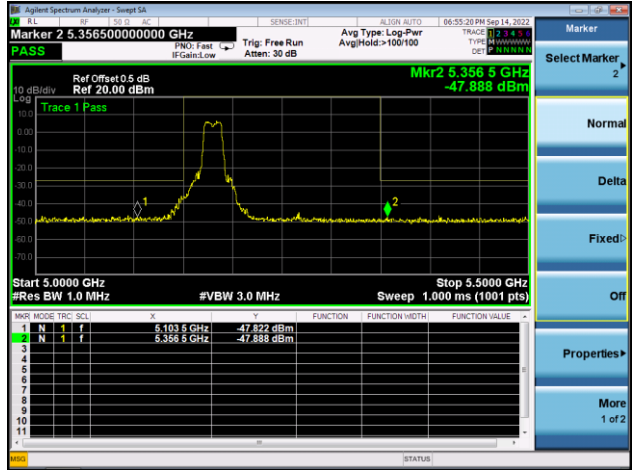 Agilent Spectrum Analyzer - Swept SA
RL RF 50 Ω AC SENSE:INT ALIGN AUTO 06:55:20 PM Sep 14, 2022
Marker 2 5.356500000000 GHz
PNO: Fast
IFGain:Low
Trig: Free Run
Atten: 30 dB
Avg Type: Log-Pwr
Avg|Hold:>100/100
TRACE 1 2 3 4 5 6
TYPE M W W W W W
DET P N N N N N
PASS
Ref Offset 0.5 dB
10 dB/div Ref 20.00 dBm
Log
Mkr2 5.356 5 GHz
-47.888 dBm
Trace 1 Pass
10.0
0.00
-10.0
-20.0
-30.0
-40.0
-50.0
-60.0
-70.0
1
2
Start 5.0000 GHz
Stop 5.5000 GHz
#Res BW 1.0 MHz
#VBW 3.0 MHz
Sweep 1.000 ms (1001 pts)
MKR MODE TRC SCL X Y FUNCTION FUNCTION WIDTH FUNCTION VALUE
1 N 1 f 5.103 5 GHz -47.822 dBm
2 N 1 f 5.356 5 GHz -47.888 dBm
3
4
5
6
7
8
9
10
11
MSG
STATUS
Marker
Select Marker
2
Normal
Delta
Fixed
Off
Properties
More
1 of 2